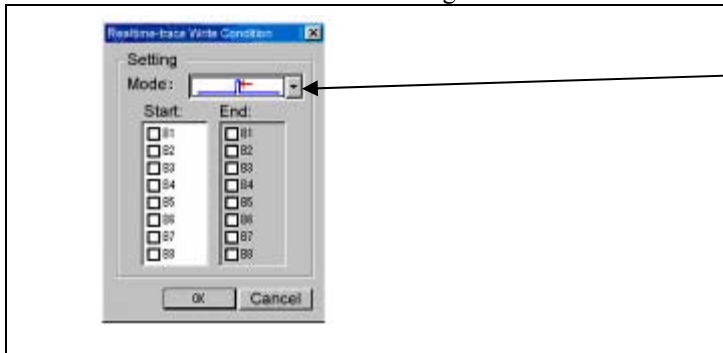 Realtime-trace Write Condition
Setting
Mode:
Start: End:
B1 B1
B2 B2
B3 B3
B4 B4
B5 B5
B6 B6
B7 B7
B8 B8
OK Cancel